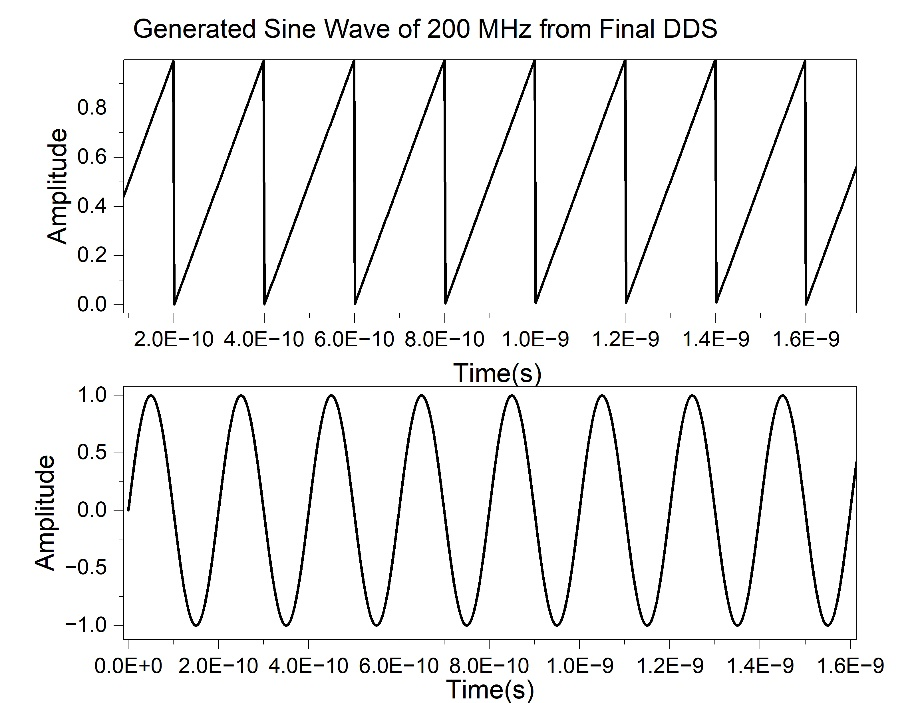 Generated Sine Wave of 200 MHz from Final DDS
0.8
0.6
0.4
0.2
0.0
Amplitude
2.0E−10 4.0E−10 6.0E−10 8.0E−10 1.0E−9 1.2E−9 1.4E−9 1.6E−9
Time(s)
1.0
0.5
0.0
−0.5
−1.0
Amplitude
0.0E+0 2.0E−10 4.0E−10 6.0E−10 8.0E−10 1.0E−9 1.2E−9 1.4E−9 1.6E−9
Time(s)